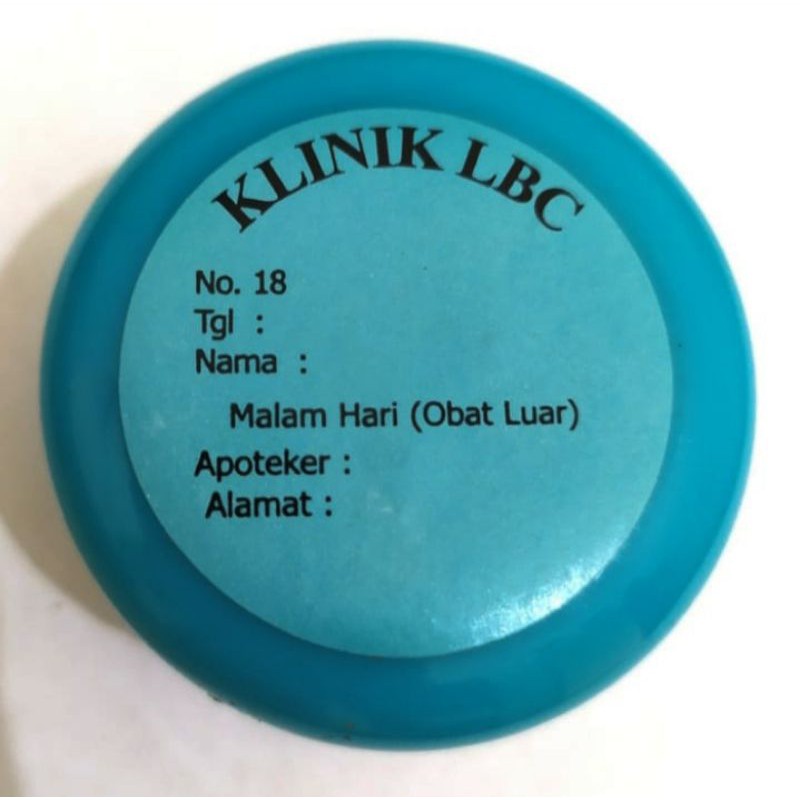 KLINIK LBC
No. 18
Tgl :
Nama :
Malam Hari (Obat Luar)
Apoteker :
Alamat :